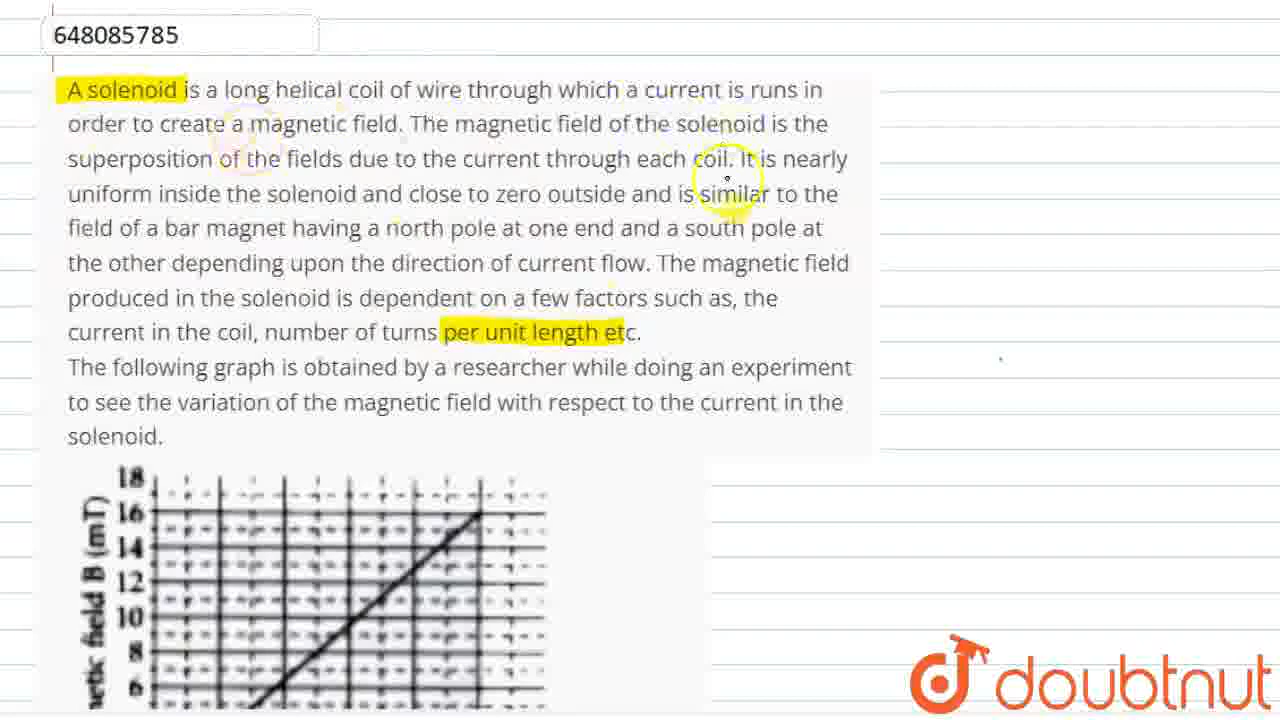 648085785
A solenoid is a long helical coil of wire through which a current is runs in
order to create a magnetic field. The magnetic field of the solenoid is the
superposition of the fields due to the current through each coil. It is nearly
uniform inside the solenoid and close to zero outside and is similar to the
field of a bar magnet having a north pole at one end and a south pole at
the other depending upon the direction of current flow. The magnetic field
produced in the solenoid is dependent on a few factors such as, the
current in the coil, number of turns per unit length etc.
The following graph is obtained by a researcher while doing an experiment
to see the variation of the magnetic field with respect to the current in the
solenoid.
18
16
14
12
10
8
6
netic field B (mT)
doubtnut